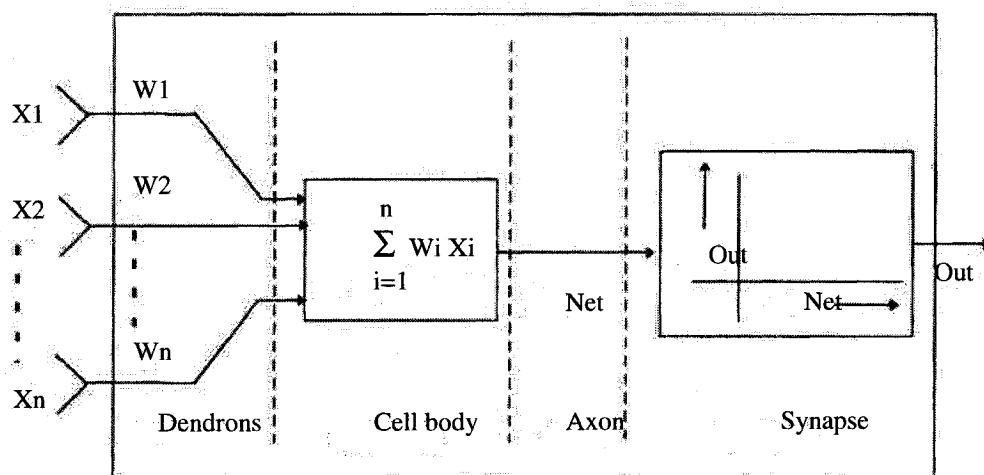 X1
W1
X2
W2
n
Σ Wi Xi
i=1
Net
Out
Net
Out
Wn
Xn
Dendrons
Cell body
Axon
Synapse